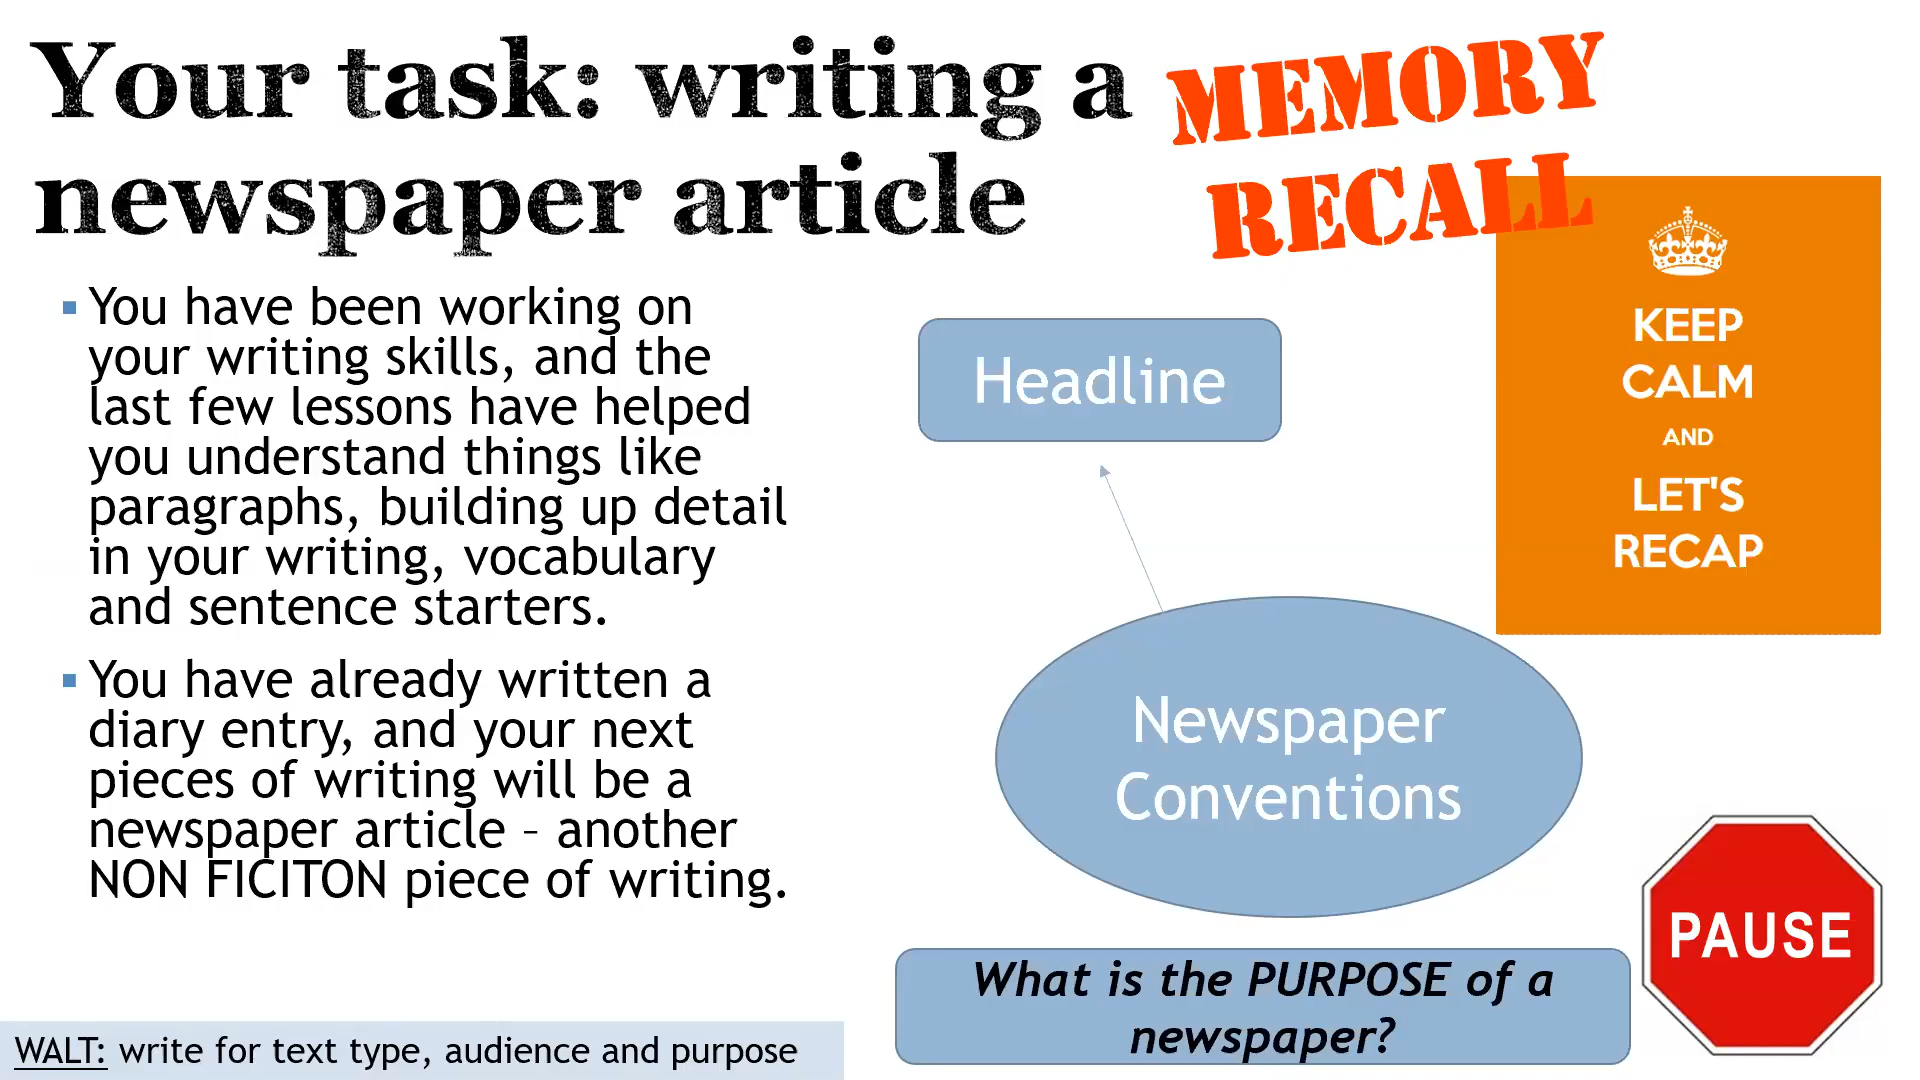 Your task: writing a
newspaper article
MEMORY
RECALL
▪ You have been working on
your writing skills, and the
last few lessons have helped
you understand things like
paragraphs, building up detail
in your writing, vocabulary
and sentence starters.
▪ You have already written a
diary entry, and your next
pieces of writing will be a
newspaper article – another
NON FICITON piece of writing.
Headline
KEEP
CALM
AND
LET'S
RECAP
Newspaper
Conventions
What is the PURPOSE of a
newspaper?
PAUSE
WALT: write for text type, audience and purpose